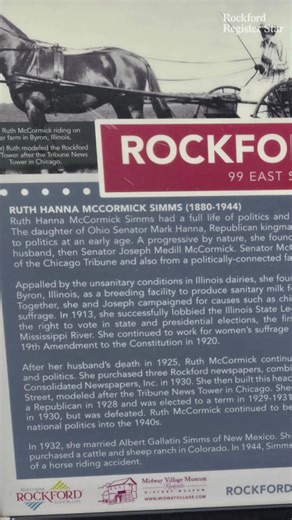 Rockford
Register Star
Ruth McCormick riding on
er farm in Byron, Illinois.
Ruth modeled the Rockford
Tower after the Tribune News
Tower in Chicago.
ROCKFO
99 EAST S
RUTH HANNA MCCORMICK SIMMS (1880-1944)
Ruth Hanna McCormick Simms had a full life of politics and
The daughter of Ohio Senator Mark Hanna, Republican kingma
to politics at an early age. A progressive by nature, she foun
husband, then Senator Joseph Medill McCormick. Senator Mc
of the Chicago Tribune and also from a politically-connected fa
Appalled by the unsanitary conditions in Illinois dairies, she fou
Byron, Illinois, as a breeding facility to produce sanitary milk f
Together, she and Joseph campaigned for causes such as chi
suffrage. In 1913, she successfully lobbied the Illinois State Le
the right to vote in state and presidential elections, the firs
Mississippi River. She continued to work for women's suffrage
19th Amendment to the Constitution in 1920.
After her husband's death in 1925, Ruth McCormick continu
and politics. She purchased three Rockford newspapers, comb
Consolidated Newspapers, Inc. in 1930. She then built this hea
Street, modeled after the Tribune News Tower in Chicago. She
a Republican in 1928 and was elected to a term in 1929-1931
in 1930, but was defeated. Ruth McCormick continued to be
national politics into the 1940s.
In 1932, she married Albert Gallatin Simms of New Mexico. Sh
purchased a cattle and sheep ranch in Colorado. In 1944, Simms
of a horse riding accident.
ROCKFORD
Midway Village Museum
HISTORY MUSEUM
WWW.MIDWAYVILLAGE.COM
ROCKFORD